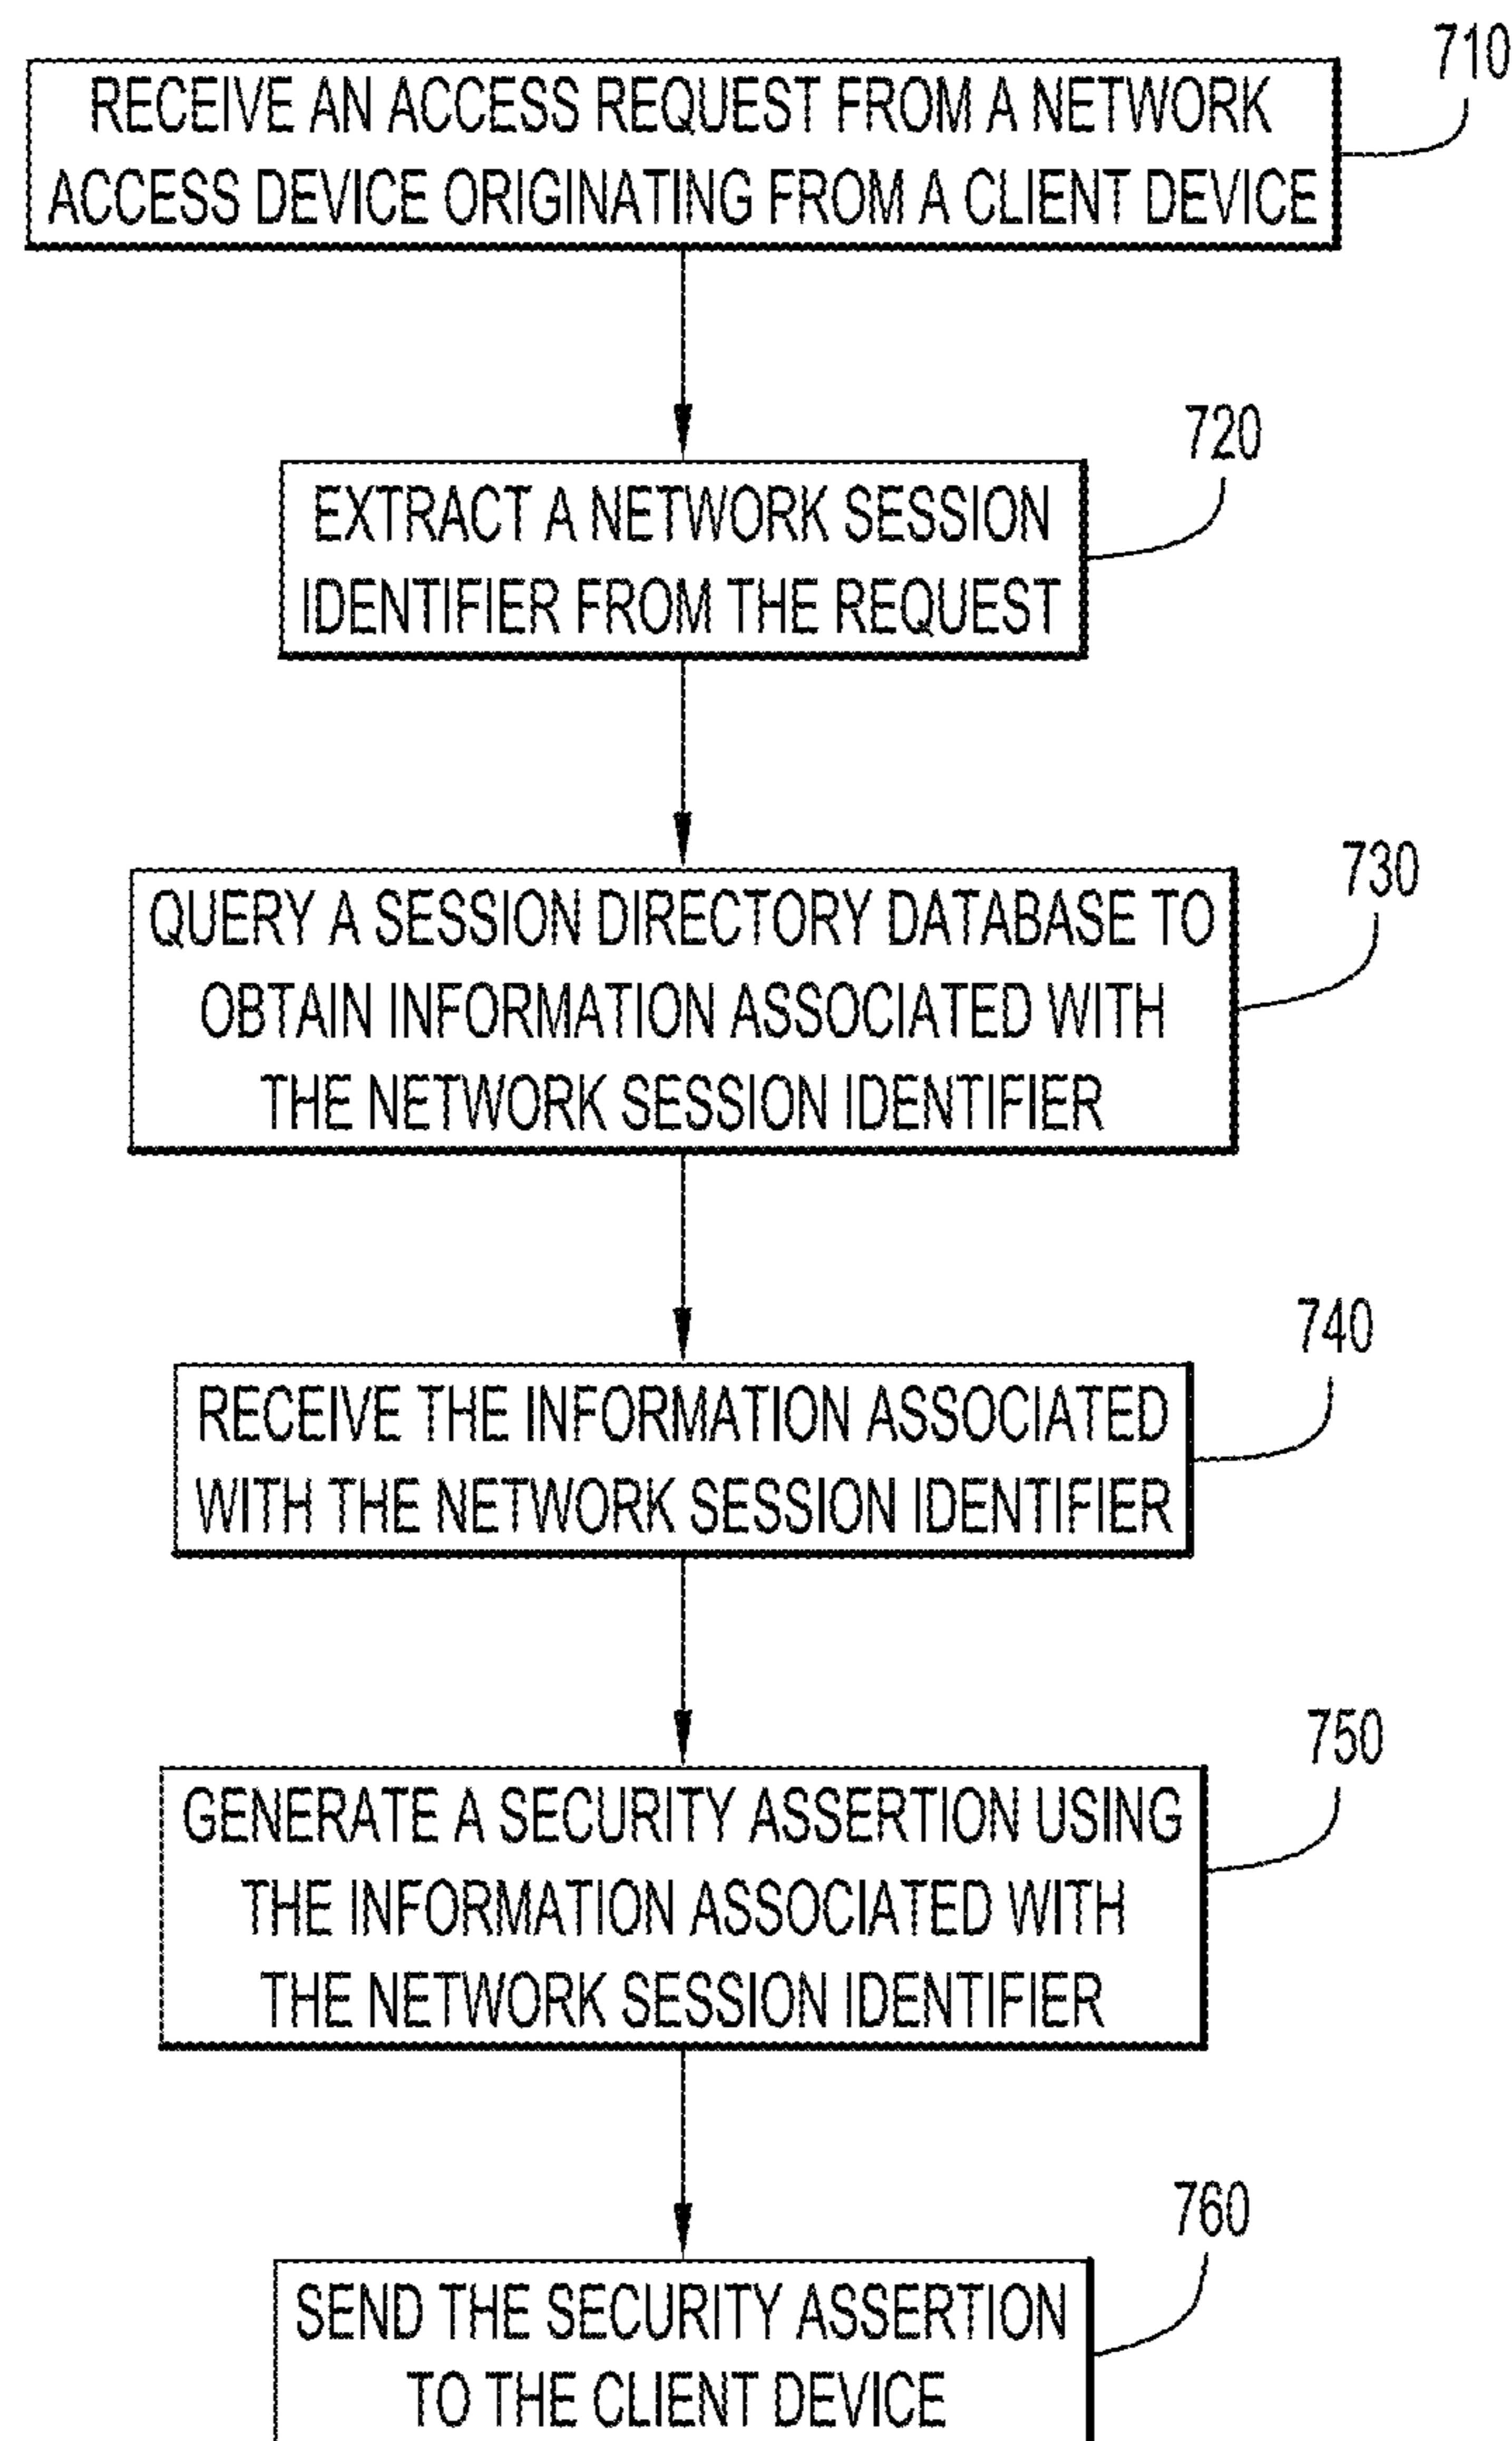 710
RECEIVE AN ACCESS REQUEST FROM A NETWORK
ACCESS DEVICE ORIGINATING FROM A CLIENT DEVICE
720
EXTRACT A NETWORK SESSION
IDENTIFIER FROM THE REQUEST
730
QUERY A SESSION DIRECTORY DATABASE TO
OBTAIN INFORMATION ASSOCIATED WITH
THE NETWORK SESSION IDENTIFIER
740
RECEIVE THE INFORMATION ASSOCIATED
WITH THE NETWORK SESSION IDENTIFIER
750
GENERATE A SECURITY ASSERTION USING
THE INFORMATION ASSOCIATED WITH
THE NETWORK SESSION IDENTIFIER
760
SEND THE SECURITY ASSERTION
TO THE CLIENT DEVICE